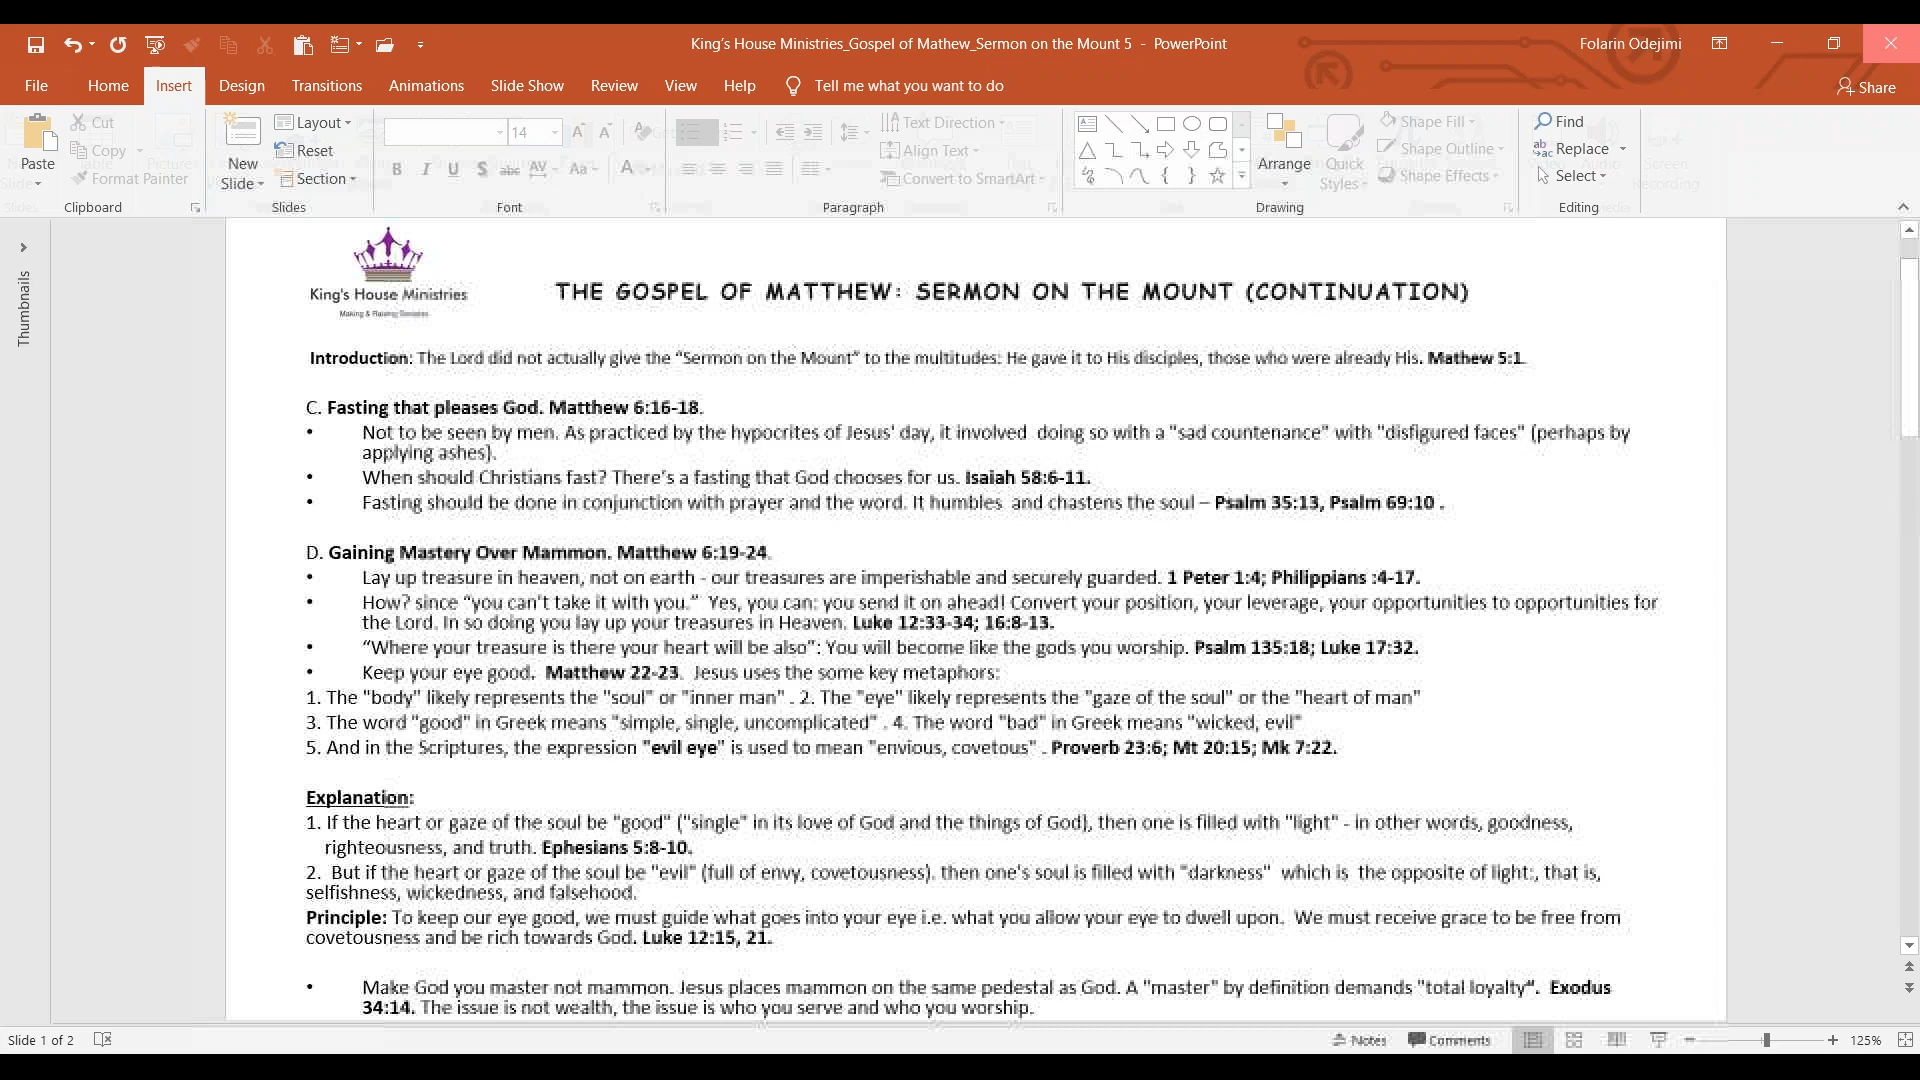 King's House Ministries_Gospel of Mathew_Sermon on the Mount 5 - PowerPoint
Folarin Odejimi
File Home Insert Design Transitions Animations Slide Show Review View Help Tell me what you want to do
Share
Paste
Cut
Copy
Format Painter
Clipboard
New
Slide
Layout
Reset
Section
Slides
14
B I U S abc AV Aa A
Font
Text Direction
Align Text
Convert to SmartArt
Paragraph
Arrange
Quick
Styles
Shape Fill
Shape Outline
Shape Effects
Drawing
Find
Replace
Select
Editing
Thumbnails
King's House Ministries
Making & Raising Disciples
THE GOSPEL OF MATTHEW: SERMON ON THE MOUNT (CONTINUATION)
Introduction: The Lord did not actually give the “Sermon on the Mount” to the multitudes: He gave it to His disciples, those who were already His. Mathew 5:1.
C. Fasting that pleases God. Matthew 6:16-18.
• Not to be seen by men. As practiced by the hypocrites of Jesus' day, it involved doing so with a "sad countenance" with "disfigured faces" (perhaps by
applying ashes).
• When should Christians fast? There’s a fasting that God chooses for us. Isaiah 58:6-11.
• Fasting should be done in conjunction with prayer and the word. It humbles and chastens the soul – Psalm 35:13, Psalm 69:10 .
D. Gaining Mastery Over Mammon. Matthew 6:19-24.
• Lay up treasure in heaven, not on earth - our treasures are imperishable and securely guarded. 1 Peter 1:4; Philippians :4-17.
• How? since “you can't take it with you.” Yes, you can: you send it on ahead! Convert your position, your leverage, your opportunities to opportunities for
the Lord. In so doing you lay up your treasures in Heaven. Luke 12:33-34; 16:8-13.
• “Where your treasure is there your heart will be also”: You will become like the gods you worship. Psalm 135:18; Luke 17:32.
• Keep your eye good. Matthew 22-23. Jesus uses the some key metaphors:
1. The "body" likely represents the "soul" or "inner man" . 2. The "eye" likely represents the "gaze of the soul" or the "heart of man"
3. The word "good" in Greek means "simple, single, uncomplicated" . 4. The word "bad" in Greek means "wicked, evil"
5. And in the Scriptures, the expression "evil eye" is used to mean "envious, covetous" . Proverb 23:6; Mt 20:15; Mk 7:22.
Explanation:
1. If the heart or gaze of the soul be "good" ("single" in its love of God and the things of God), then one is filled with "light" - in other words, goodness,
righteousness, and truth. Ephesians 5:8-10.
2. But if the heart or gaze of the soul be "evil" (full of envy, covetousness). then one's soul is filled with "darkness" which is the opposite of light:, that is,
selfishness, wickedness, and falsehood.
Principle: To keep our eye good, we must guide what goes into your eye i.e. what you allow your eye to dwell upon. We must receive grace to be free from
covetousness and be rich towards God. Luke 12:15, 21.
• Make God you master not mammon. Jesus places mammon on the same pedestal as God. A "master" by definition demands "total loyalty“. Exodus
34:14. The issue is not wealth, the issue is who you serve and who you worship.
Slide 1 of 2
Notes
Comments
125%